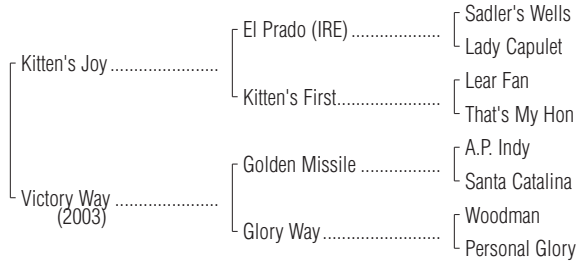 Sadler's Wells
El Prado (IRE) ....................
Lady Capulet
Kitten's Joy ........................
Lear Fan
Kitten's First.......................
That's My Hon
A.P. Indy
Golden Missile ..................
Santa Catalina
Victory Way .......................
(2003)
Woodman
Glory Way ..........................
Personal Glory